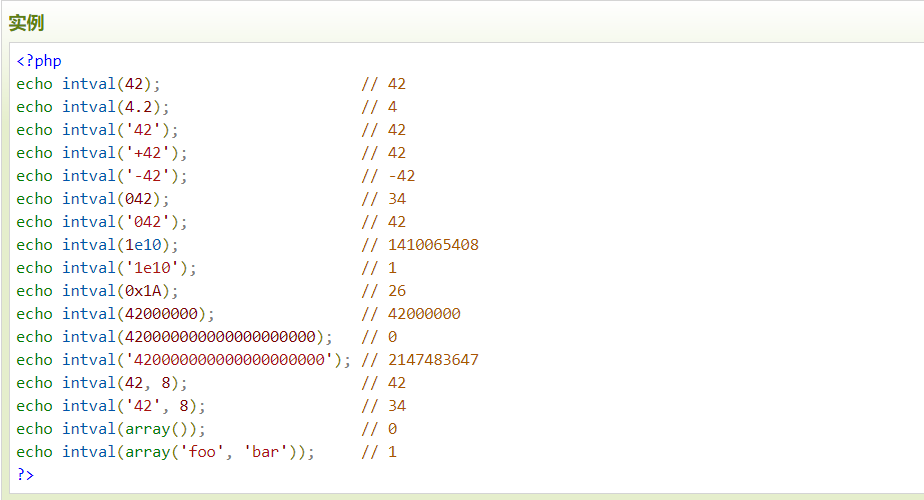 实例
<?php
echo intval(42);                      // 42
echo intval(4.2);                     // 4
echo intval('42');                    // 42
echo intval('+42');                   // 42
echo intval('-42');                   // -42
echo intval(042);                     // 34
echo intval('042');                   // 42
echo intval(1e10);                    // 1410065408
echo intval('1e10');                  // 1
echo intval(0x1A);                    // 26
echo intval(42000000);                // 42000000
echo intval(420000000000000000000);   // 0
echo intval('420000000000000000000'); // 2147483647
echo intval(42, 8);                   // 42
echo intval('42', 8);                 // 34
echo intval(array());                 // 0
echo intval(array('foo', 'bar'));     // 1
?>